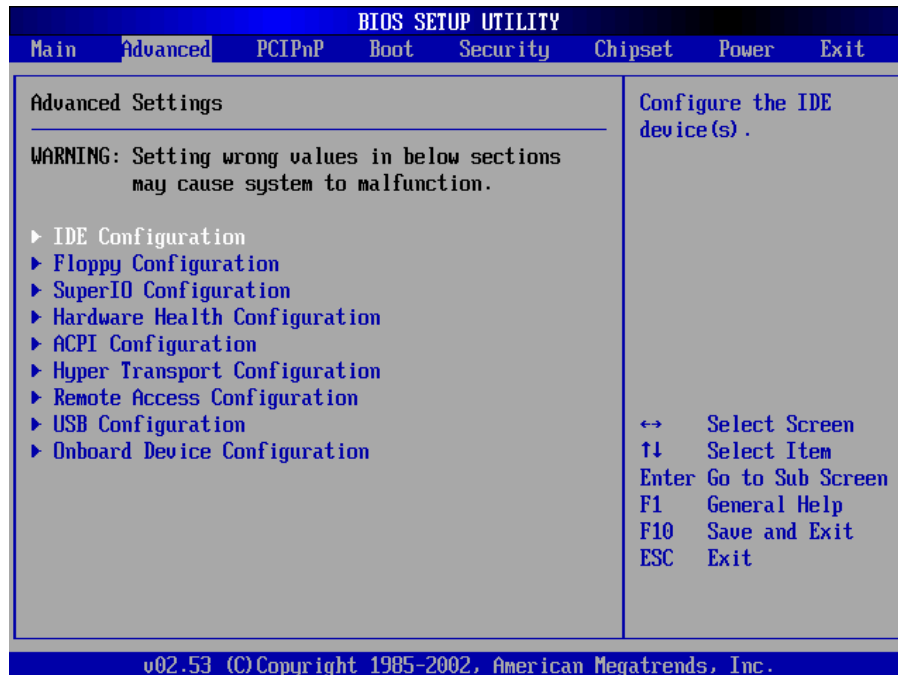 BIOS SETUP UTILITY
Main Advanced PCIPnP Boot Security Chipset Power Exit
Advanced Settings
WARNING: Setting wrong values in below sections
may cause system to malfunction.
▶ IDE Configuration
▶ Floppy Configuration
▶ SuperIO Configuration
▶ Hardware Health Configuration
▶ ACPI Configuration
▶ Hyper Transport Configuration
▶ Remote Access Configuration
▶ USB Configuration
▶ Onboard Device Configuration
Configure the IDE
device(s).
↔ Select Screen
↑↓ Select Item
Enter Go to Sub Screen
F1 General Help
F10 Save and Exit
ESC Exit
v02.53 (C)Copyright 1985-2002, American Megatrends, Inc.